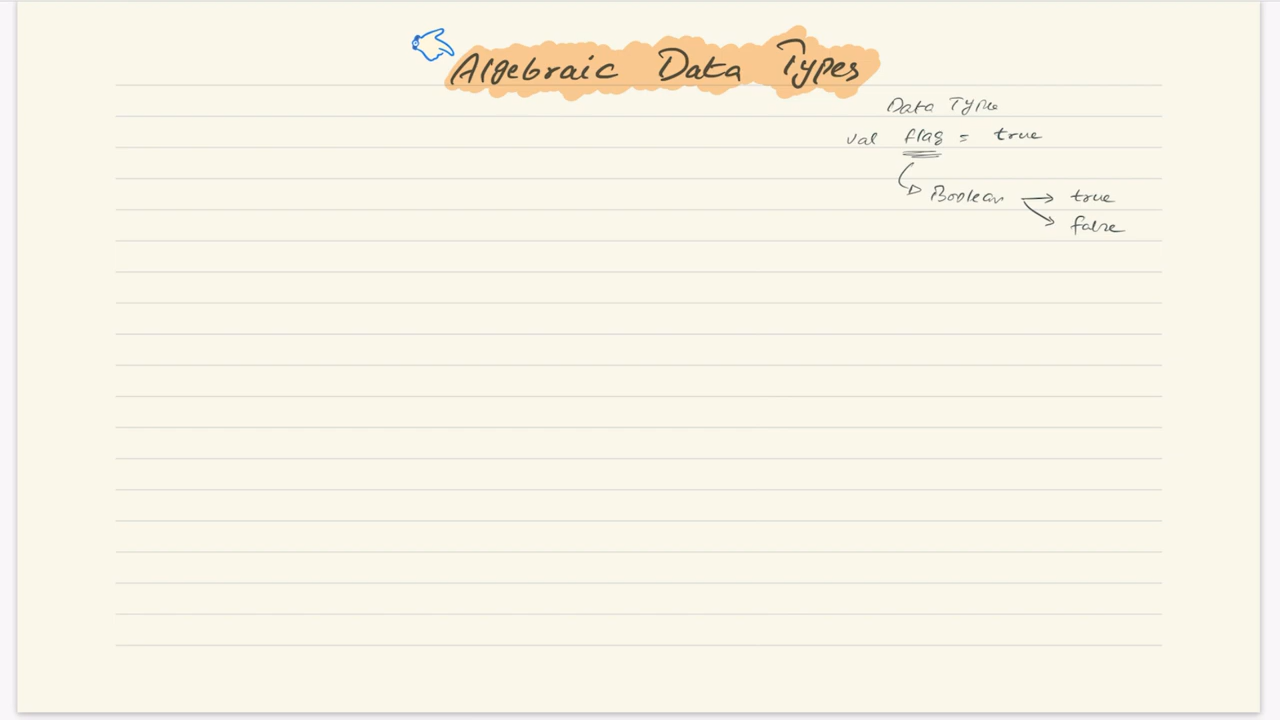 Algebraic Data Types
Data Type
val flag = true
Boolean → true
false